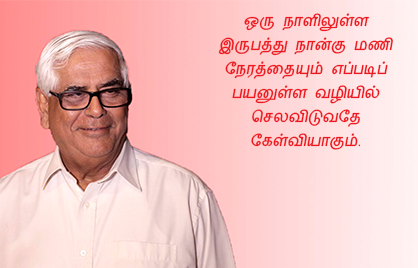 ஒரு நாளிலுள்ள
இருபத்து நான்கு மணி
நேரத்தையும் எப்படிப்
பயனுள்ள வழியில்
செலவிடுவதே
கேள்வியாகும்.